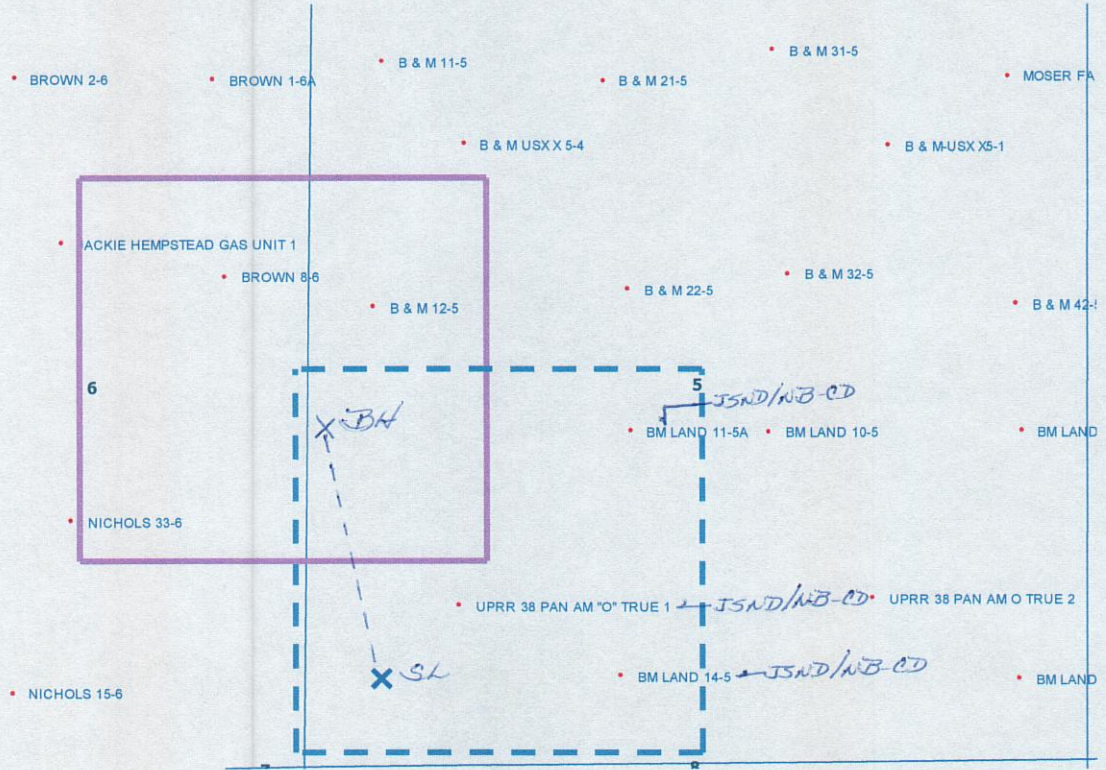 B & M 31-5
B & M 11-5
MOSER FA
BROWN 2-6
BROWN 1-6A
B & M 21-5
B & M USX X 5-4
B & M-USX X5-1
ACKIE HEMPSTEAD GAS UNIT 1
BROWN 8-6
B & M 32-5
B & M 22-5
B & M 12-5
B & M 42-5
6
5
JSND/NB-CD
BH
BM LAND 11-5A
BM LAND 10-5
BM LAND
NICHOLS 33-6
UPRR 38 PAN AM "O" TRUE 1
JSND/NB-CD
UPRR 38 PAN AM O TRUE 2
SL
BM LAND 14-5
JSND/NB-CD
BM LAND
NICHOLS 15-6
7
8